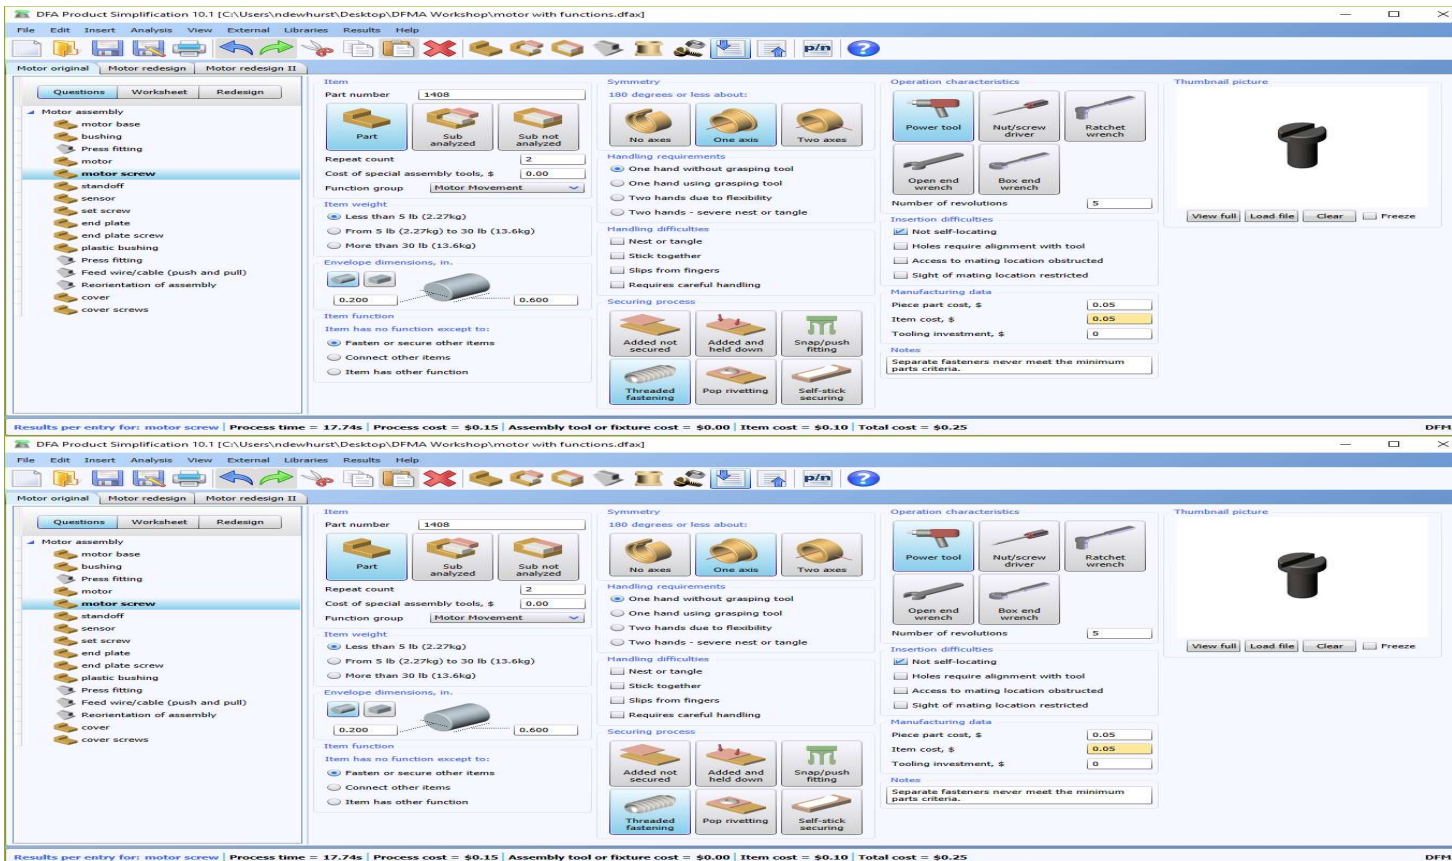 DFA Product Simplification 10.1 [C:\Users\ndewhurst\Desktop\DFMA Workshop\motor with functions.dfax]
File Edit Insert Analysis View External Libraries Results Help
p/n
Motor original Motor redesign Motor redesign II
Questions Worksheet Redesign
Motor assembly
motor base
bushing
Press fitting
motor
motor screw
standoff
sensor
set screw
end plate
end plate screw
plastic bushing
Press fitting
Feed wire/cable (push and pull)
Reorientation of assembly
cover
cover screws
Item
Part number 1408
Part
Sub analyzed
Sub not analyzed
Repeat count 2
Cost of special assembly tools, $ 0.00
Function group Motor Movement
Item weight
Less than 5 lb (2.27kg)
From 5 lb (2.27kg) to 30 lb (13.6kg)
More than 30 lb (13.6kg)
Envelope dimensions, in.
0.200 0.600
Item function
Item has no function except to:
Fasten or secure other items
Connect other items
Item has other function
Symmetry
180 degrees or less about:
No axes One axis Two axes
Handling requirements
One hand without grasping tool
One hand using grasping tool
Two hands due to flexibility
Two hands - severe nest or tangle
Handling difficulties
Nest or tangle
Stick together
Slips from fingers
Requires careful handling
Securing process
Added not secured
Added and held down
Snap/push fitting
Threaded fastening
Pop rivetting
Self-stick securing
Operation characteristics
Power tool
Nut/screw driver
Ratchet wrench
Open end wrench
Box end wrench
Number of revolutions 5
Insertion difficulties
Not self-locating
Holes require alignment with tool
Access to mating location obstructed
Sight of mating location restricted
Manufacturing data
Piece part cost, $ 0.05
Item cost, $ 0.05
Tooling investment, $ 0
Notes
Separate fasteners never meet the minimum
parts criteria.
Thumbnail picture
View full Load file Clear Freeze
Results per entry for: motor screw Process time = 17.74s Process cost = $0.15 Assembly tool or fixture cost = $0.00 Item cost = $0.10 Total cost = $0.25 DFM
DFA Product Simplification 10.1 [C:\Users\ndewhurst\Desktop\DFMA Workshop\motor with functions.dfax]
File Edit Insert Analysis View External Libraries Results Help
p/n
Motor original Motor redesign Motor redesign II
Questions Worksheet Redesign
Motor assembly
motor base
bushing
Press fitting
motor
motor screw
standoff
sensor
set screw
end plate
end plate screw
plastic bushing
Press fitting
Feed wire/cable (push and pull)
Reorientation of assembly
cover
cover screws
Item
Part number 1408
Part
Sub analyzed
Sub not analyzed
Repeat count 2
Cost of special assembly tools, $ 0.00
Function group Motor Movement
Item weight
Less than 5 lb (2.27kg)
From 5 lb (2.27kg) to 30 lb (13.6kg)
More than 30 lb (13.6kg)
Envelope dimensions, in.
0.200 0.600
Item function
Item has no function except to:
Fasten or secure other items
Connect other items
Item has other function
Symmetry
180 degrees or less about:
No axes One axis Two axes
Handling requirements
One hand without grasping tool
One hand using grasping tool
Two hands due to flexibility
Two hands - severe nest or tangle
Handling difficulties
Nest or tangle
Stick together
Slips from fingers
Requires careful handling
Securing process
Added not secured
Added and held down
Snap/push fitting
Threaded fastening
Pop rivetting
Self-stick securing
Operation characteristics
Power tool
Nut/screw driver
Ratchet wrench
Open end wrench
Box end wrench
Number of revolutions 5
Insertion difficulties
Not self-locating
Holes require alignment with tool
Access to mating location obstructed
Sight of mating location restricted
Manufacturing data
Piece part cost, $ 0.05
Item cost, $ 0.05
Tooling investment, $ 0
Notes
Separate fasteners never meet the minimum
parts criteria.
Thumbnail picture
View full Load file Clear Freeze
Results per entry for: motor screw Process time = 17.74s Process cost = $0.15 Assembly tool or fixture cost = $0.00 Item cost = $0.10 Total cost = $0.25 DFM